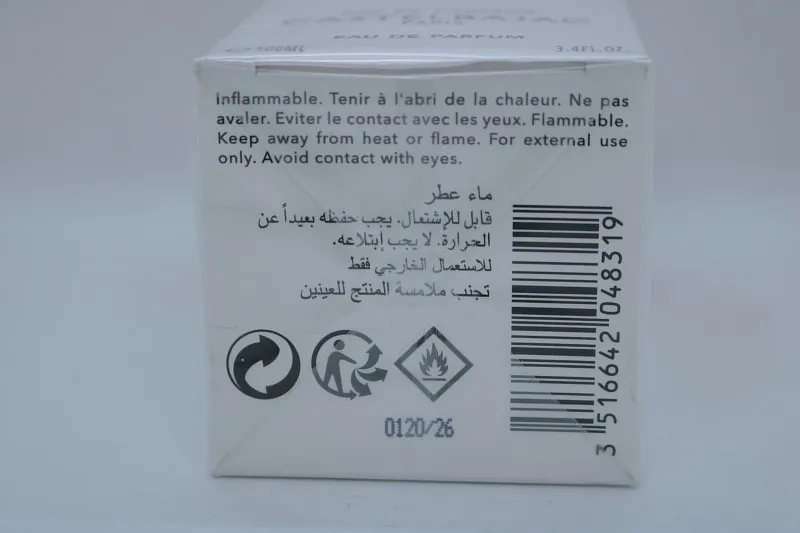 CASTELBAJAC
PARIS
EAU DE PARFUM
100ML
3.4FL.OZ.
Inflammable. Tenir à l'abri de la chaleur. Ne pas
avaler. Eviter le contact avec les yeux. Flammable.
Keep away from heat or flame. For external use
only. Avoid contact with eyes.
ماء عطر
قابل للإشتعال. يجب حفظه بعيداً عن
الحرارة. لا يجب إبتلاعه.
للاستعمال الخارجي فقط
تجنب ملامسة المنتج للعينين
0120/26
3 516642 048319